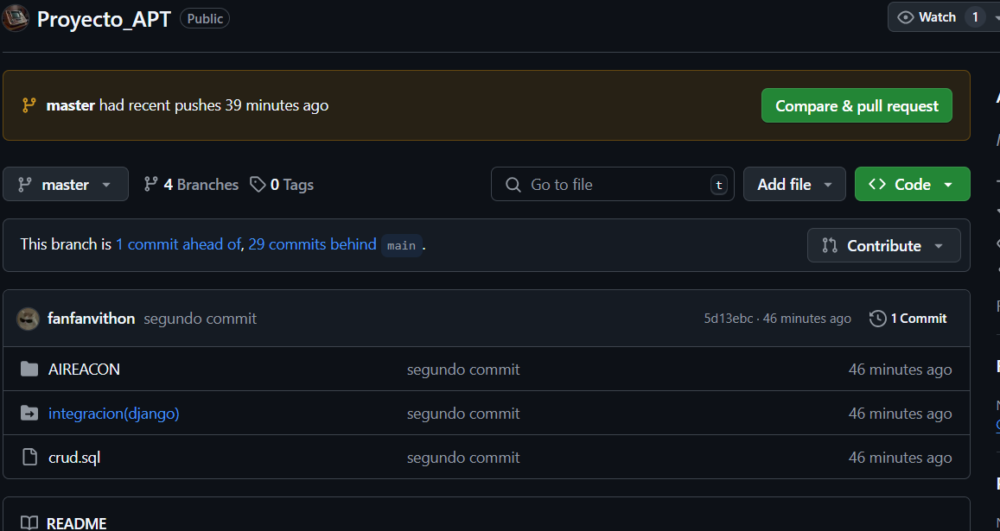 Proyecto_APT Public Watch 1
master had recent pushes 39 minutes ago Compare & pull request
master 4 Branches 0 Tags Go to file t Add file Code
This branch is 1 commit ahead of, 29 commits behind main .
Contribute
fanfanvithon segundo commit 5d13ebc · 46 minutes ago 1 Commit
AIREACON segundo commit 46 minutes ago
integracion(django) segundo commit 46 minutes ago
crud.sql segundo commit 46 minutes ago
README